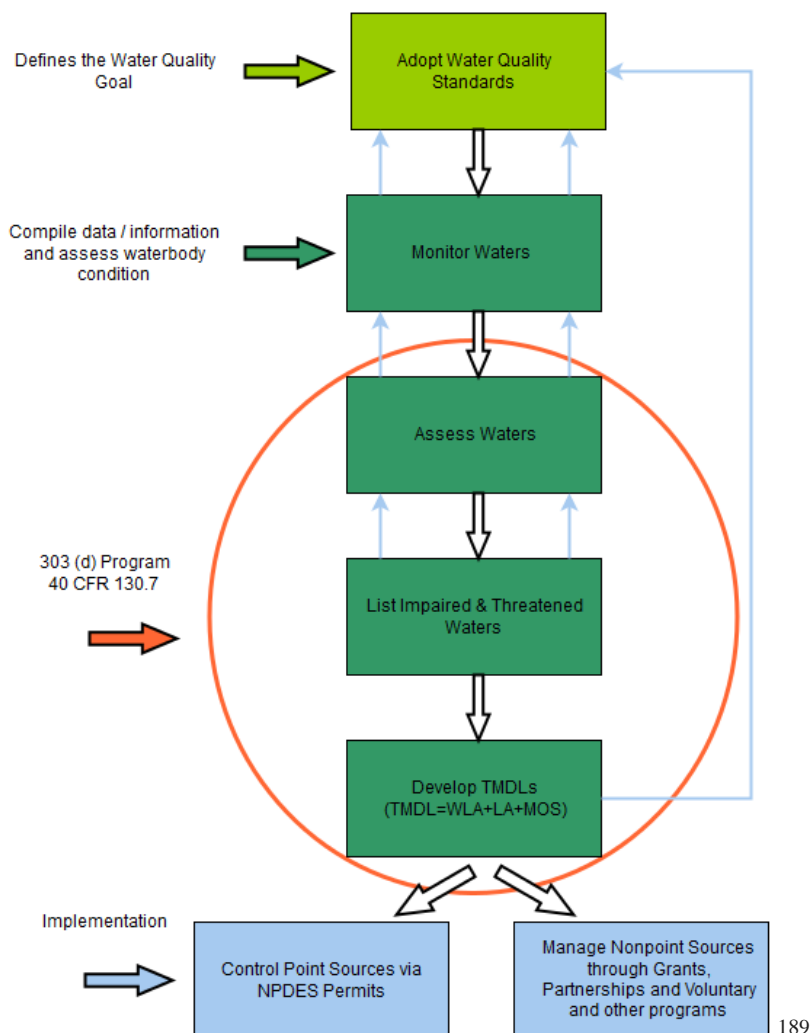 Defines the Water Quality
Goal
Adopt Water Quality
Standards
Compile data / information
and assess waterbody
condition
Monitor Waters
Assess Waters
303 (d) Program
40 CFR 130.7
List Impaired & Threatened
Waters
Develop TMDLs
(TMDL=WLA+LA+MOS)
Implementation
Control Point Sources via
NPDES Permits
Manage Nonpoint Sources
through Grants,
Partnerships and Voluntary
and other programs
189